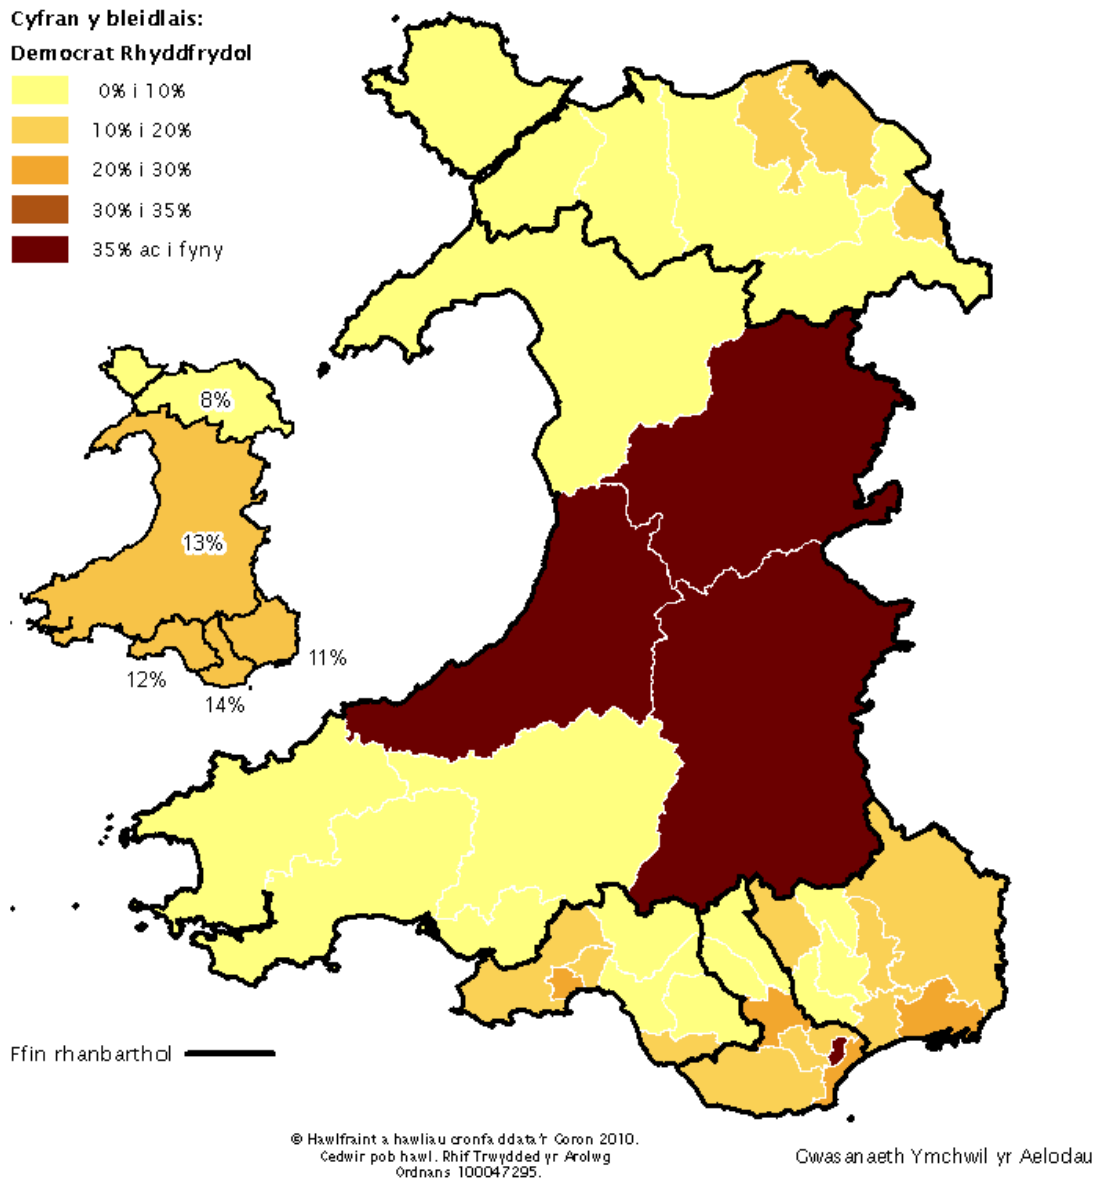 Cyfran y bleidlais:
Democrat Rhyddfrydol
0% i 10%
10% i 20%
20% i 30%
30% i 35%
35% ac i fyny
8%
13%
11%
12%
14%
Ffin rhanbarthol
© Hawlfraint a hawliau cronfa ddata'r Goron 2010.
Cedwir pob hawl. Rhif Trwydded yr Arolwg
Ordnans 100047295.
Gwasanaeth Ymchwil yr Aelodau